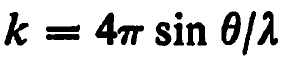 k = 4π sin θ/λ